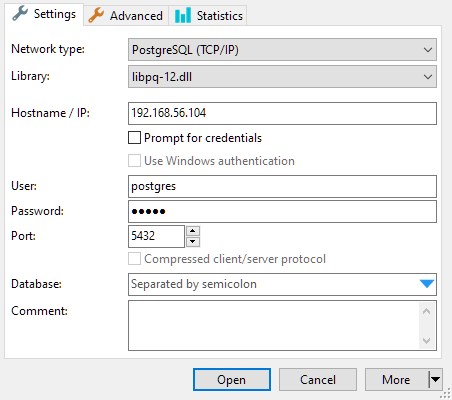 Settings Advanced Statistics
Network type: PostgreSQL (TCP/IP)
Library: libpq-12.dll
Hostname / IP: 192.168.56.104
Prompt for credentials
Use Windows authentication
User: postgres
Password: •••••
Port: 5432
Compressed client/server protocol
Database: Separated by semicolon
Comment:
Open Cancel More